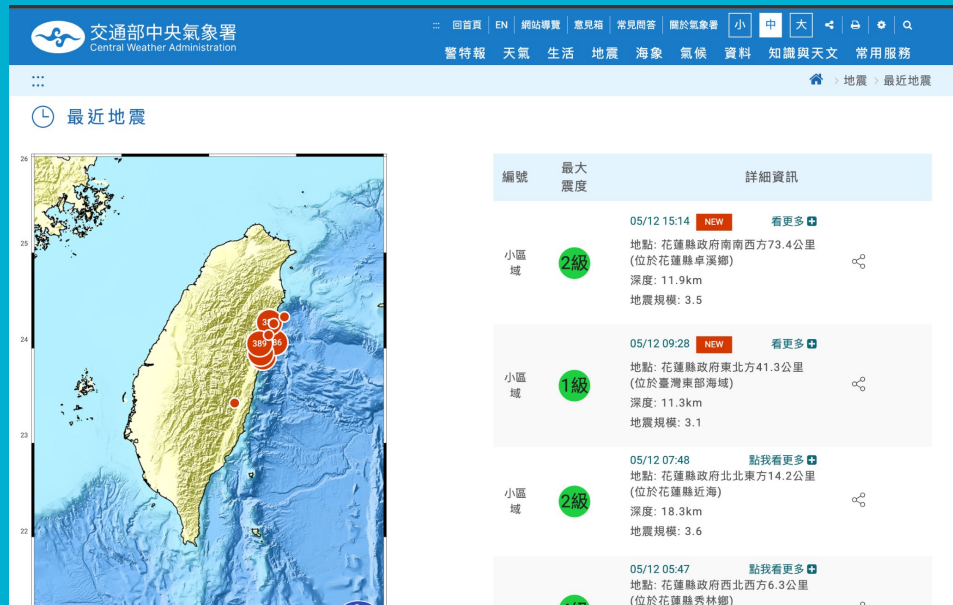 交通部中央氣象署
Central Weather Administration
::: 回首頁 EN 網站導覽 意見箱 常見問答 關於氣象署 小 中 大
警特報 天氣 生活 地震 海象 氣候 資料 知識與天文 常用服務
:::
> 地震 > 最近地震
最近地震
26
25
24
23
22
389
編號 最大震度 詳細資訊
小區域
2級
05/12 15:14 NEW 看更多
地點: 花蓮縣政府南南西方73.4公里
(位於花蓮縣卓溪鄉)
深度: 11.9km
地震規模: 3.5
小區域
1級
05/12 09:28 NEW 看更多
地點: 花蓮縣政府東北方41.3公里
(位於臺灣東部海域)
深度: 11.3km
地震規模: 3.1
小區域
2級
05/12 07:48 點我看更多
地點: 花蓮縣政府北北東方14.2公里
(位於花蓮縣近海)
深度: 18.3km
地震規模: 3.6
05/12 05:47 點我看更多
地點: 花蓮縣政府西北西方6.3公里
(位於花蓮縣秀林鄉)